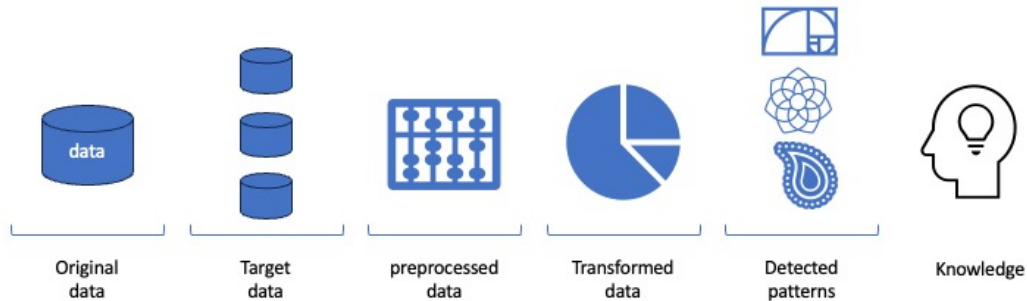 data
Original
data
Target
data
preprocessed
data
Transformed
data
Detected
patterns
Knowledge